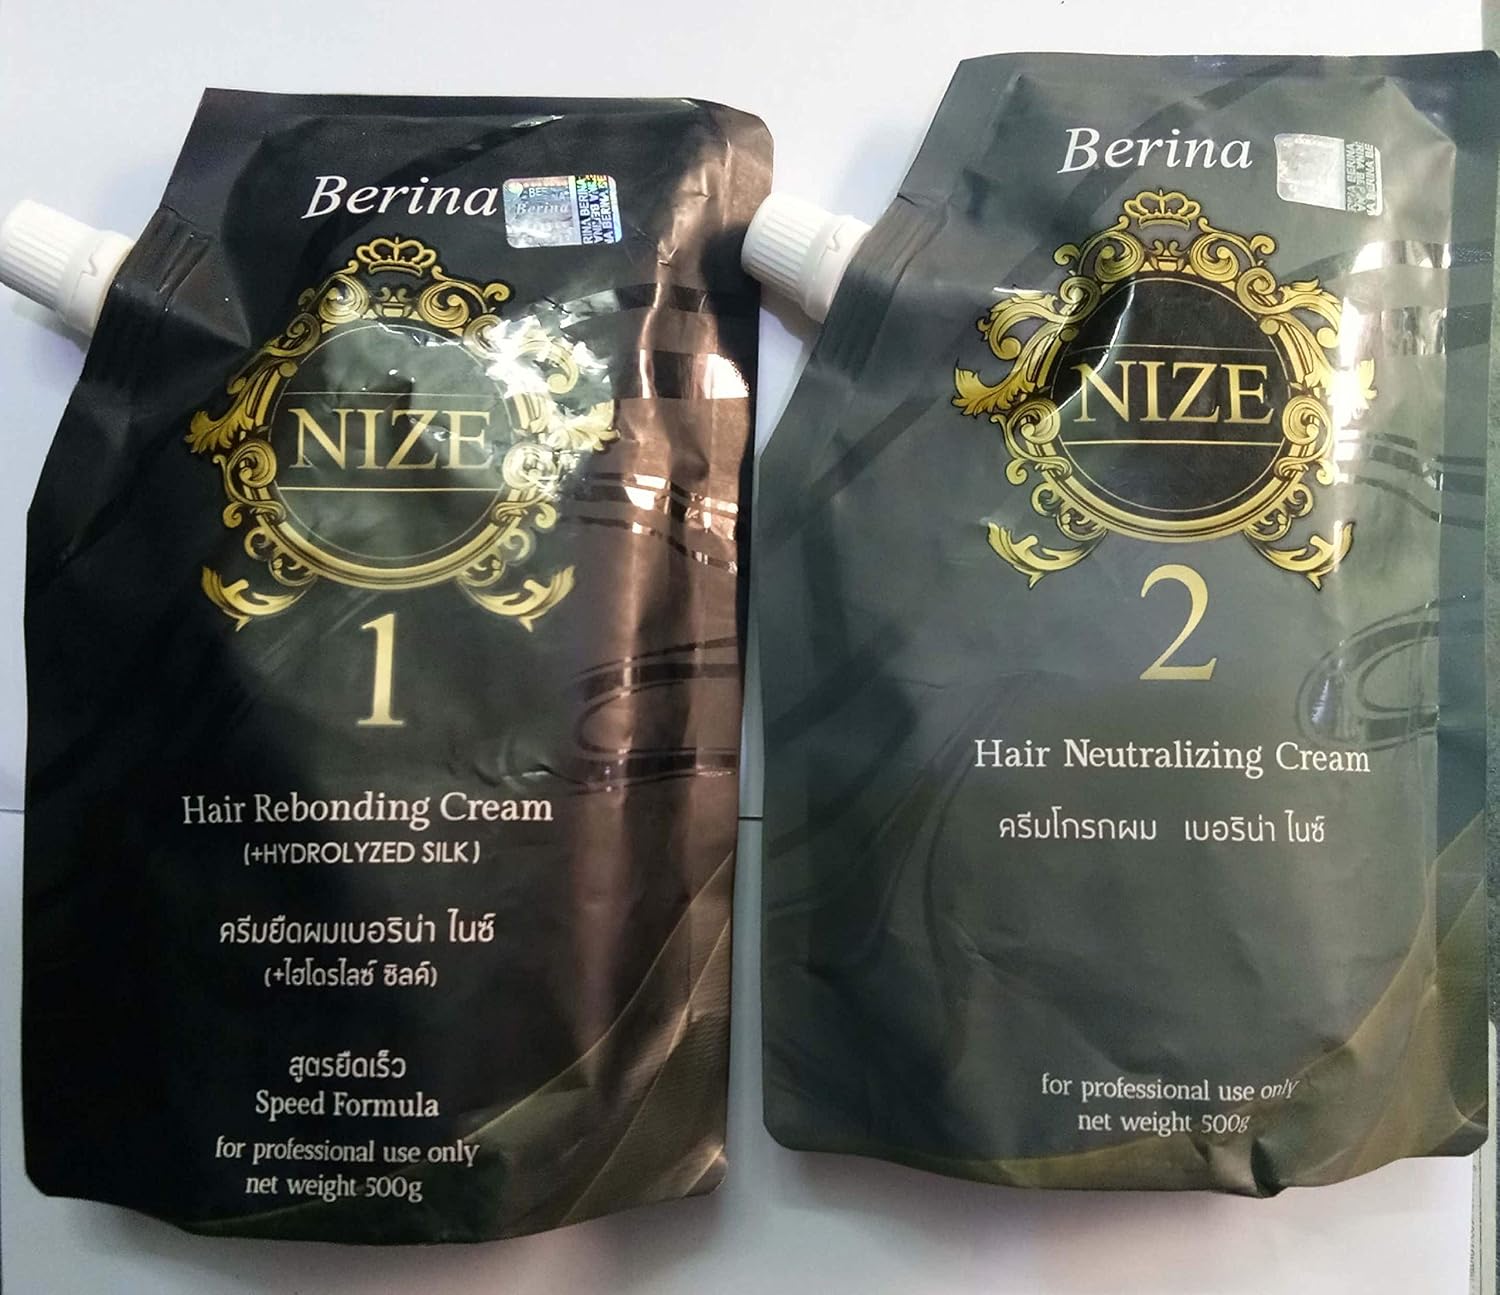 Berina
NIZE
1
Hair Rebonding Cream
(+HYDROLYZED SILK)
ครีมยืดผมเบอริน่า ไนซ์
(+ไฮโดรไลซ์ ซิลค์)
สูตรยืดเร็ว
Speed Formula
for professional use only
net weight 500g
Berina
NIZE
2
Hair Neutralizing Cream
ครีมโกรกผม เบอริน่า ไนซ์
for professional use only
net weight 500g